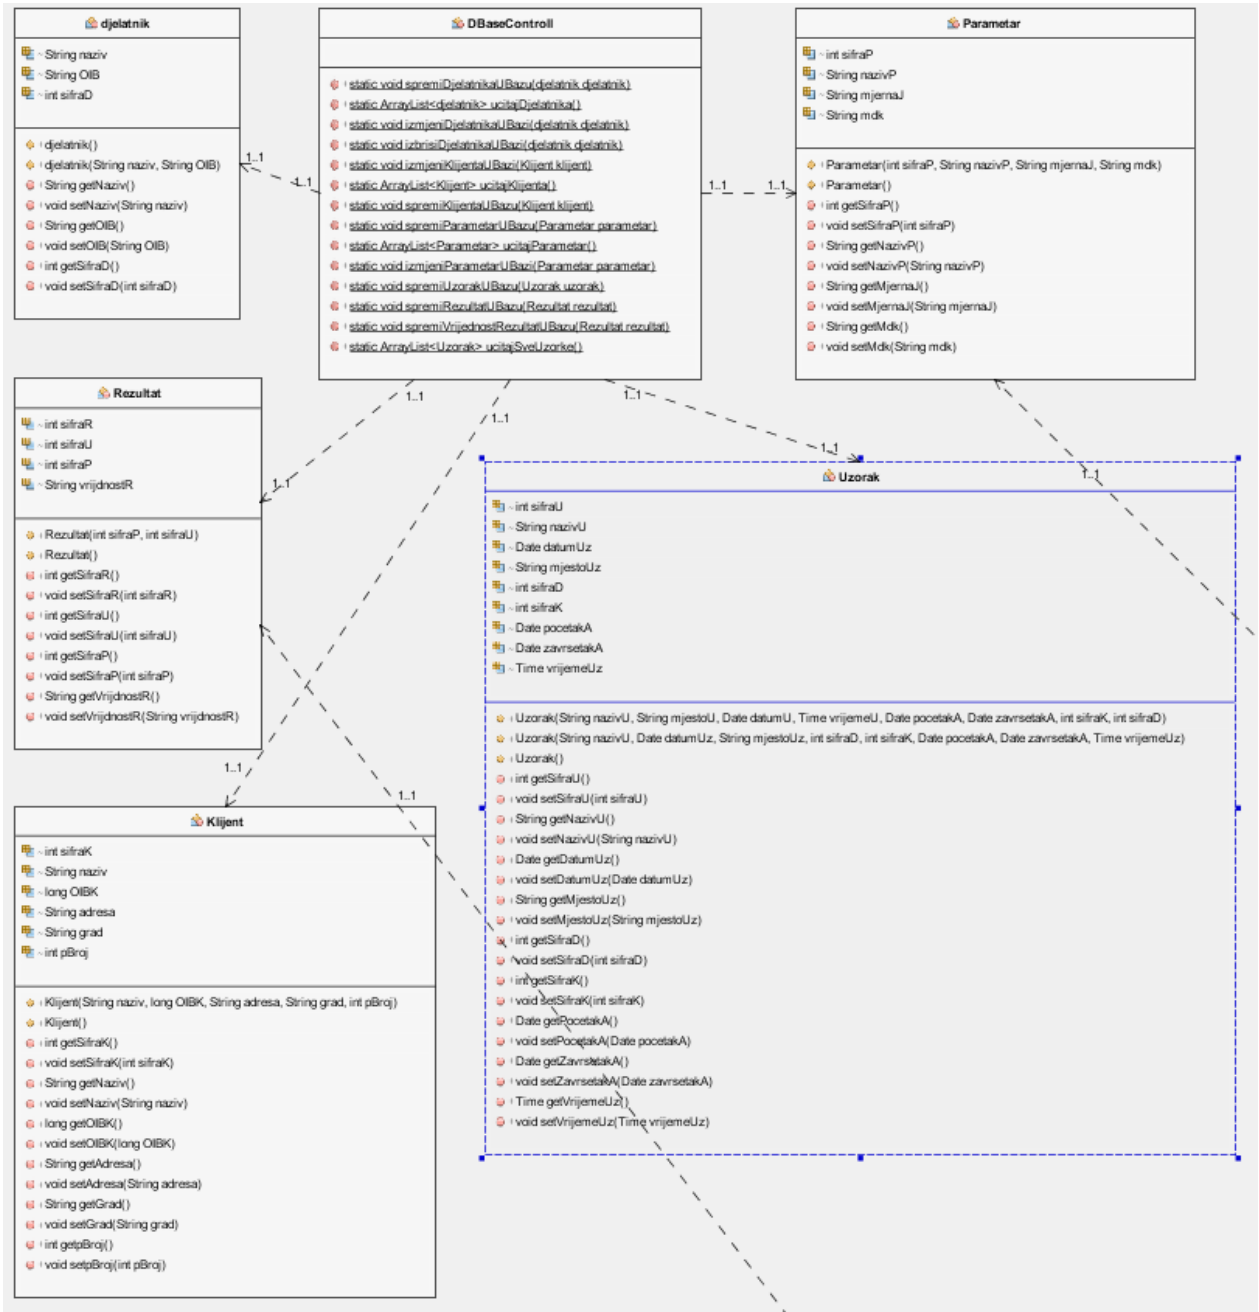 djelatnik
~ String naziv
~ String OIB
~ int sifraD
djelatnik()
djelatnik(String naziv, String OIB)
String getNaziv()
void setNaziv(String naziv)
String getOIB()
void setOIB(String OIB)
int getSifraD()
void setSifraD(int sifraD)
1..1
1..1
DBaseControll
static void spremiDjelatnikaUBazu(djelatnik djelatnik)
static ArrayList<djelatnik> ucitajDjelatnika()
static void izmjeniDjelatnikaUBazi(djelatnik djelatnik)
static void izbrisiDjelatnikaUBazi(djelatnik djelatnik)
static void izmjeniKlijentaUBazi(Klijent klijent)
static ArrayList<Klijent> ucitajKlijenta()
static void spremiKlijentaUBazu(Klijent klijent)
static void spremiParametarUBazu(Parametar parametar)
static ArrayList<Parametar> ucitajParametar()
static void izmjeniParametarUBazi(Parametar parametar)
static void spremiUzorakUBazu(Uzorak uzorak)
static void spremiRezultatUBazu(Rezultat rezultat)
static void spremiVrijednostRezultatUBazu(Rezultat rezultat)
static ArrayList<Uzorak> ucitajSveUzorke()
1..1
1..1
Parametar
~ int sifraP
~ String nazivP
~ String mjernaJ
~ String mdk
Parametar(int sifraP, String nazivP, String mjernaJ, String mdk)
Parametar()
int getSifraP()
void setSifraP(int sifraP)
String getNazivP()
void setNazivP(String nazivP)
String getMjernaJ()
void setMjernaJ(String mjernaJ)
String getMdk()
void setMdk(String mdk)
1..1
1..1
1..1
1..1
1..1
1..1
Rezultat
~ int sifraR
~ int sifraU
~ int sifraP
~ String vrijdnostR
Rezultat(int sifraP, int sifraU)
Rezultat()
int getSifraR()
void setSifraR(int sifraR)
int getSifraU()
void setSifraU(int sifraU)
int getSifraP()
void setSifraP(int sifraP)
String getVrijdnostR()
void setVrijdnostR(String vrijdnostR)
1..1
1..1
Uzorak
~ int sifraU
~ String nazivU
~ Date datumUz
~ String mjestoUz
~ int sifraD
~ int sifraK
~ Date pocetakA
~ Date zavrsetakA
~ Time vrijemeUz
Uzorak(String nazivU, String mjestoU, Date datumU, Time vrijemeU, Date pocetakA, Date zavrsetakA, int sifraK, int sifraD)
Uzorak(String nazivU, Date datumUz, String mjestoUz, int sifraD, int sifraK, Date pocetakA, Date zavrsetakA, Time vrijemeUz)
Uzorak()
int getSifraU()
void setSifraU(int sifraU)
String getNazivU()
void setNazivU(String nazivU)
Date getDatumUz()
void setDatumUz(Date datumUz)
String getMjestoUz()
void setMjestoUz(String mjestoUz)
int getSifraD()
void setSifraD(int sifraD)
int getSifraK()
void setSifraK(int sifraK)
Date getPocetakA()
void setPocetakA(Date pocetakA)
Date getZavrsetakA()
void setZavrsetakA(Date zavrsetakA)
Time getVrijemeUz()
void setVrijemeUz(Time vrijemeUz)
Klijent
~ int sifraK
~ String naziv
~ long OIBK
~ String adresa
~ String grad
~ int pBroj
Klijent(String naziv, long OIBK, String adresa, String grad, int pBroj)
Klijent()
int getSifraK()
void setSifraK(int sifraK)
String getNaziv()
void setNaziv(String naziv)
long getOIBK()
void setOIBK(long OIBK)
String getAdresa()
void setAdresa(String adresa)
String getGrad()
void setGrad(String grad)
int getpBroj()
void setpBroj(int pBroj)